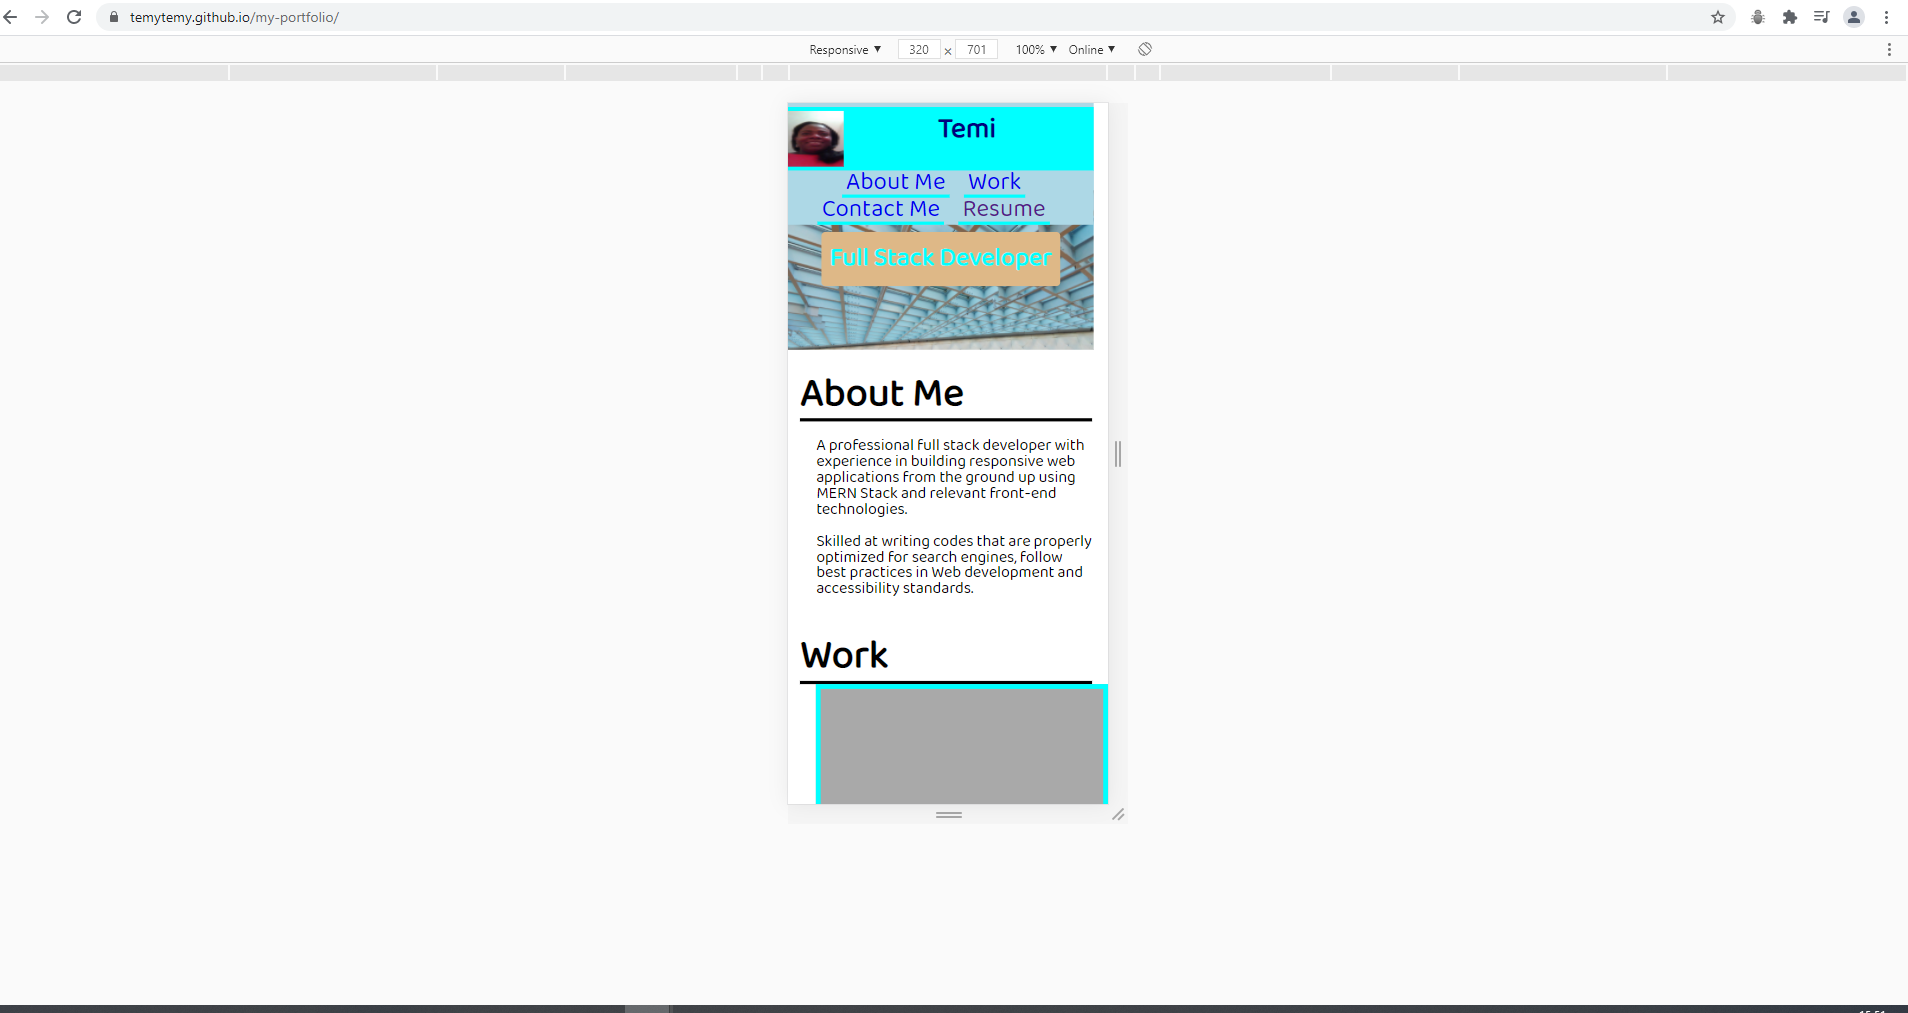 temytemy.github.io/my-portfolio/
Responsive ▼ 320 × 701 100% ▼ Online ▼
Temi
About Me Work
Contact Me Resume
Full Stack Developer
About Me
A professional full stack developer with
experience in building responsive web
applications from the ground up using
MERN Stack and relevant front-end
technologies.
Skilled at writing codes that are properly
optimized for search engines, follow
best practices in Web development and
accessibility standards.
Work